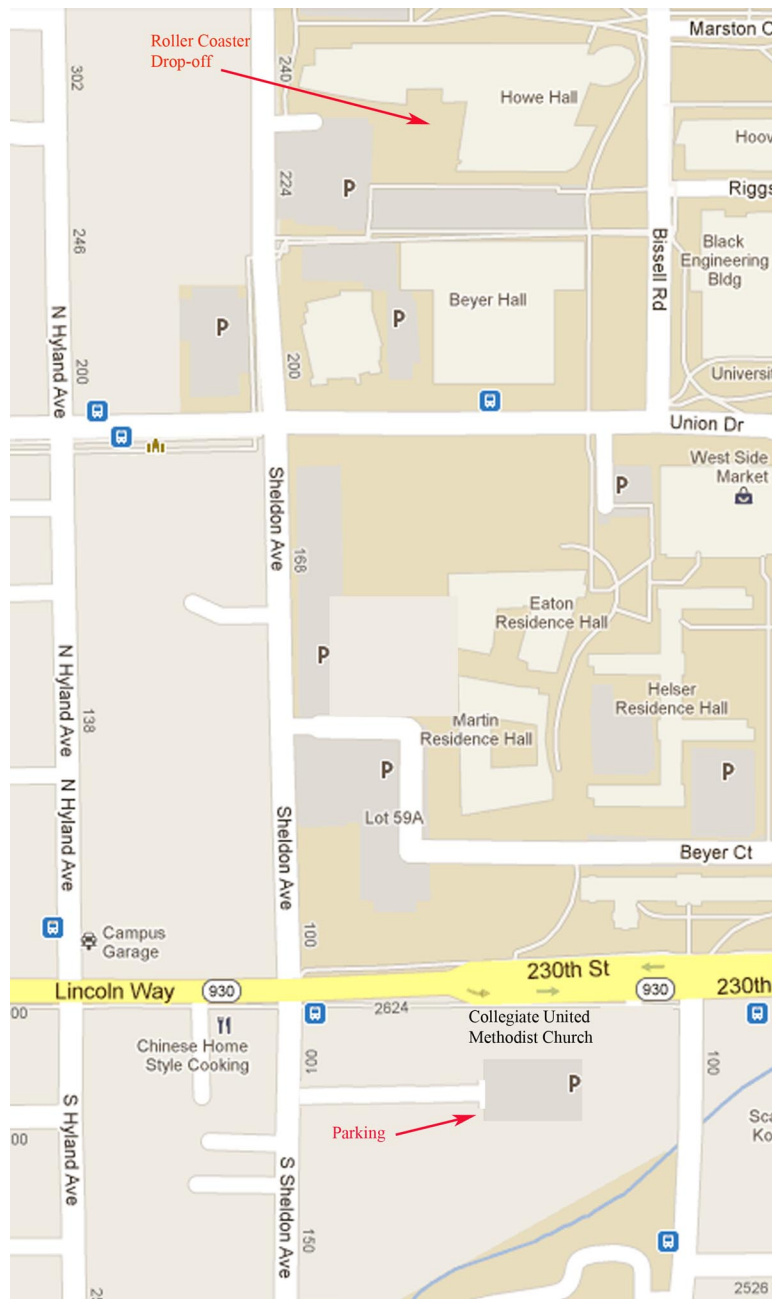 Roller Coaster
Drop-off
Marston
302
240
Howe Hall
Hoov
P
224
Riggs
246
Bissell Rd
Black
Engineering
Bldg
N Hyland Ave
P
P
Beyer Hall
200
200
Universit
Union Dr
West Side
Market
P
Sheldon Ave
168
Eaton
Residence Hall
N Hyland Ave
P
Helser
Residence Hall
138
Martin
Residence Hall
P
P
N Hyland Ave
Sheldon Ave
Lot 59A
Beyer Ct
100
Campus
Garage
230th St
Lincoln Way
930
930
230th
00
2624
Collegiate United
Methodist Church
Chinese Home
Style Cooking
100
100
P
S Hyland Ave
Parking
Sca
Ko
00
S Sheldon Ave
150
2526